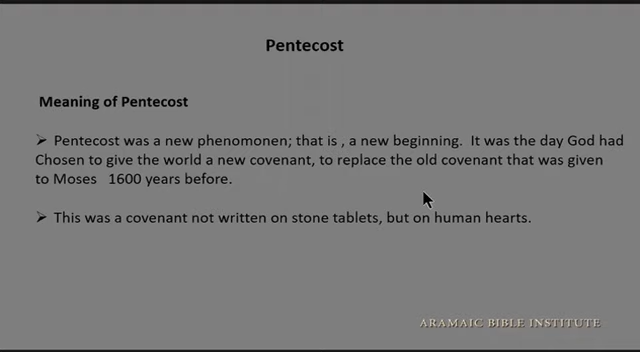 Pentecost
Meaning of Pentecost
➢ Pentecost was a new phenomonen; that is , a new beginning. It was the day God had
Chosen to give the world a new covenant, to replace the old covenant that was given
to Moses 1600 years before.
➢ This was a covenant not written on stone tablets, but on human hearts.
ARAMAIC BIBLE INSTITUTE